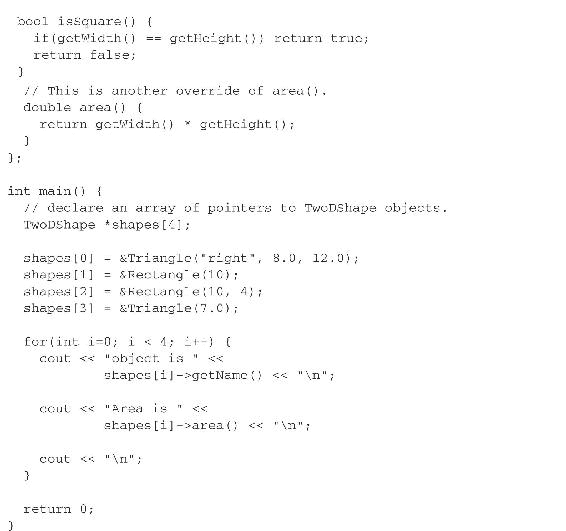 bool isSquare() {
if(getWidth() == getHeight()) return true;
return false;
}
// This is another override of area().
double area() {
return getWidth() * getHeight();
}
};
int main() {
// declare an array of pointers to TwoDShape objects.
TwoDShape *shapes[4];
shapes[0] = &Triangle("right", 8.0, 12.0);
shapes[1] = &Rectangle(10);
shapes[2] = &Rectangle(10, 4);
shapes[3] = &Triangle(7.0);
for(int i=0; i < 4; i++) {
cout << "object is " <<
shapes[i]->getName() << "\n";
cout << "Area is " <<
shapes[i]->area() << "\n";
cout << "\n";
}
return 0;
}